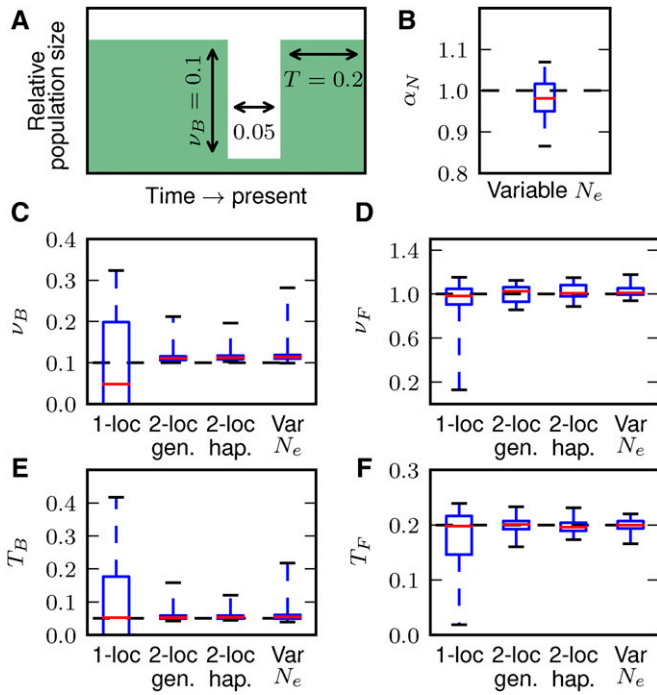 A
Relative
population size
ν_B = 0.1
0.05
T = 0.2
Time → present
B
α_N
1.1
1.0
0.9
0.8
Variable N_e
C
ν_B
0.4
0.3
0.2
0.1
0.0
1-loc 2-loc 2-loc Var
gen. hap. N_e
D
ν_F
1.4
1.0
0.6
0.2
1-loc 2-loc 2-loc Var
gen. hap. N_e
E
T_B
0.4
0.3
0.2
0.1
0.0
1-loc 2-loc 2-loc Var
gen. hap. N_e
F
T_F
0.3
0.2
0.1
0.0
1-loc 2-loc 2-loc Var
gen. hap. N_e